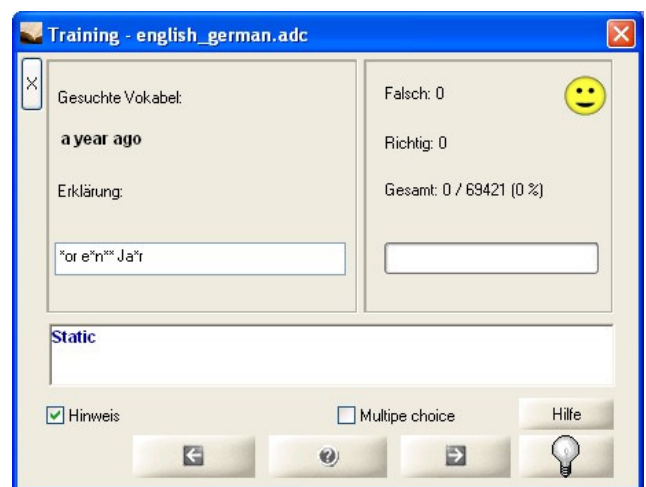 Training - english_german.adc
X
Gesuchte Vokabel:
a year ago
Erklärung:
*or e*n** Ja*r
Falsch: 0
Richtig: 0
Gesamt: 0 / 69421 (0 %)
Static
Hinweis
Multipe choice
Hilfe